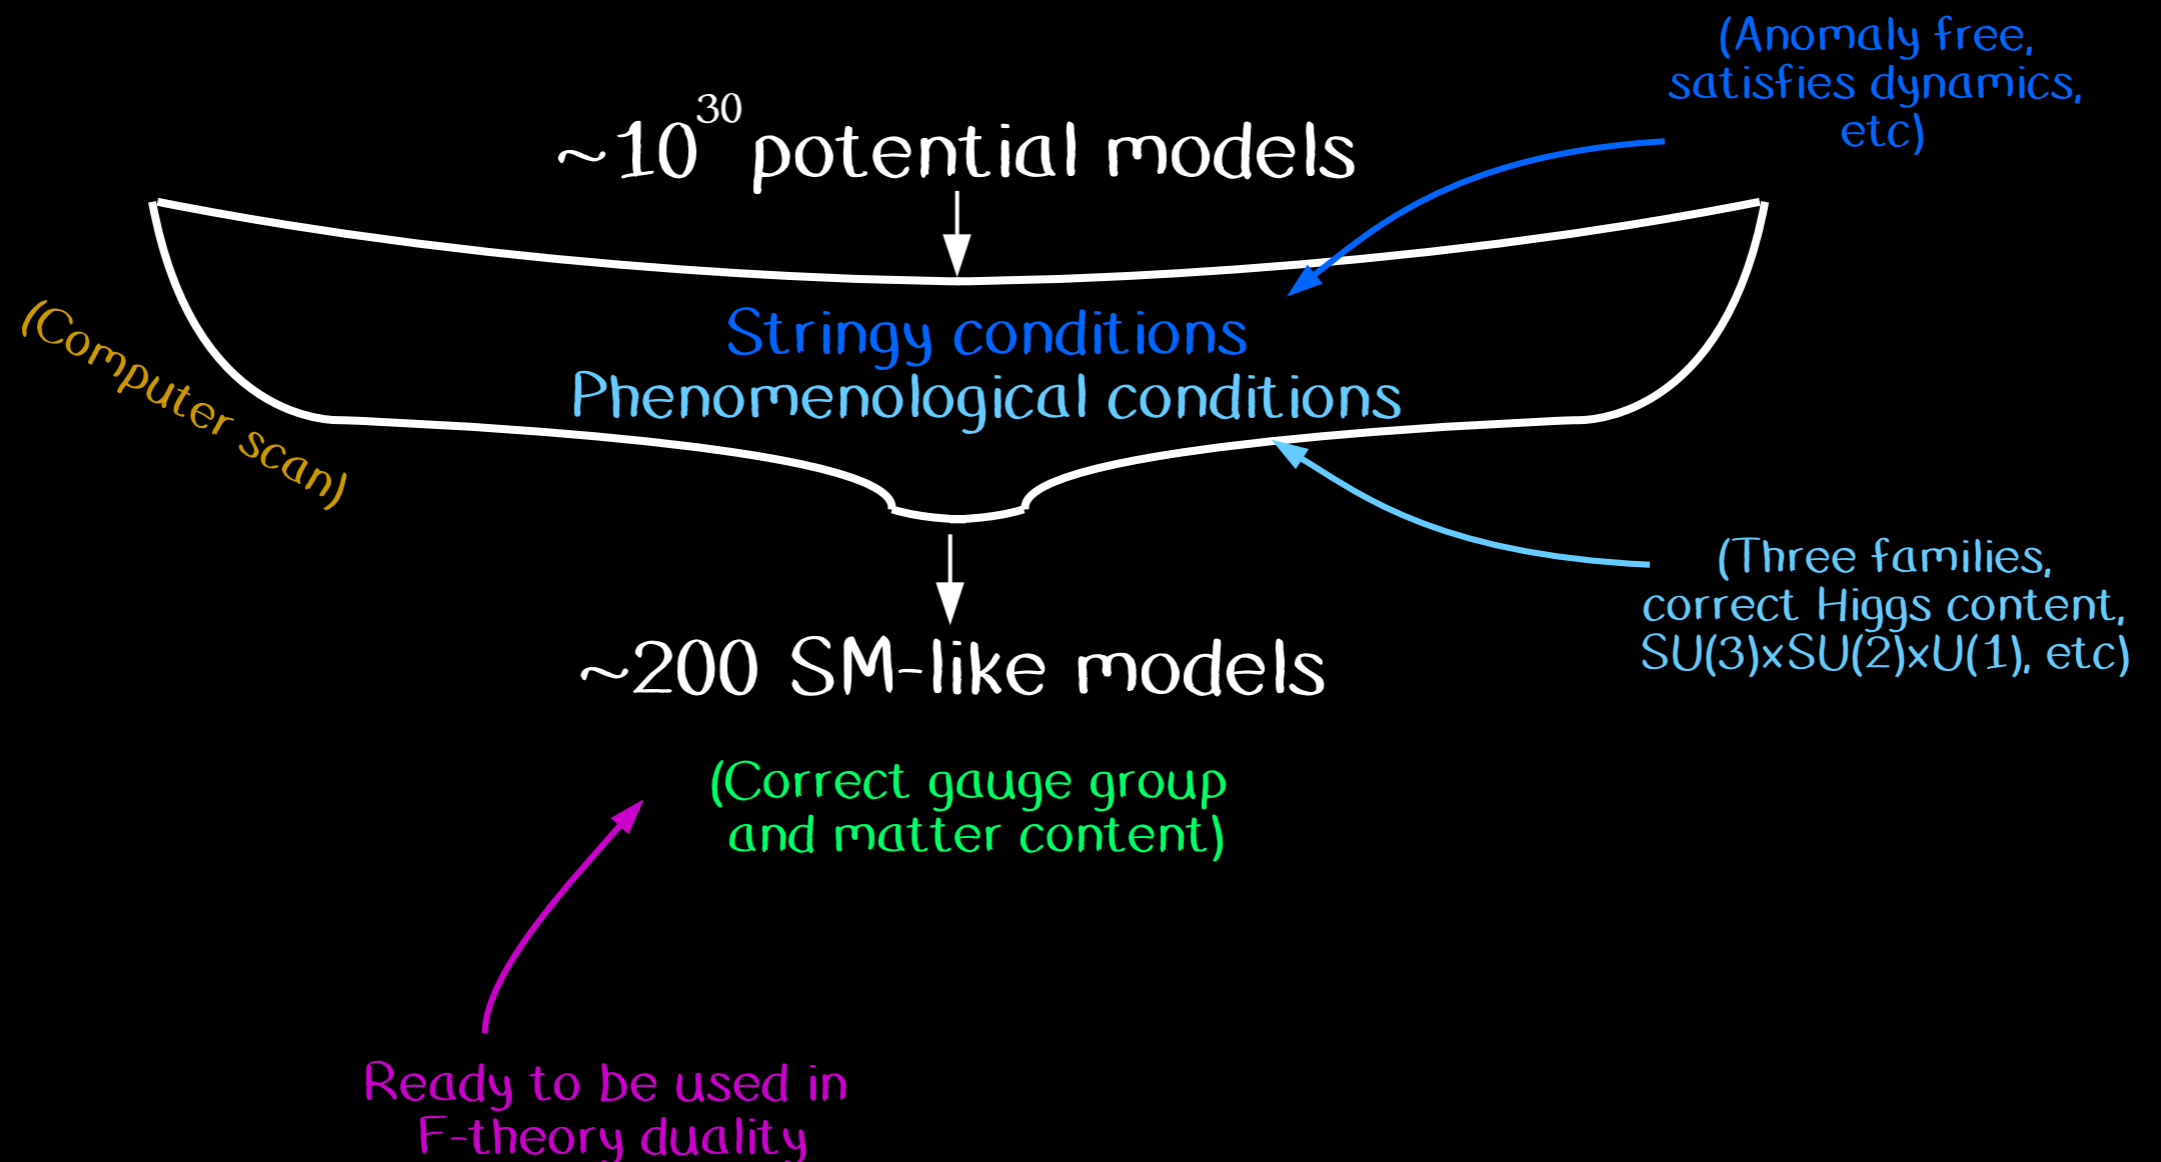 (Anomaly free,
satisfies dynamics,
etc)
~10^30 potential models
Stringy conditions
Phenomenological conditions
(Computer scan)
(Three families,
correct Higgs content,
SU(3)xSU(2)xU(1), etc)
~200 SM-like models
(Correct gauge group
and matter content)
Ready to be used in
F-theory duality